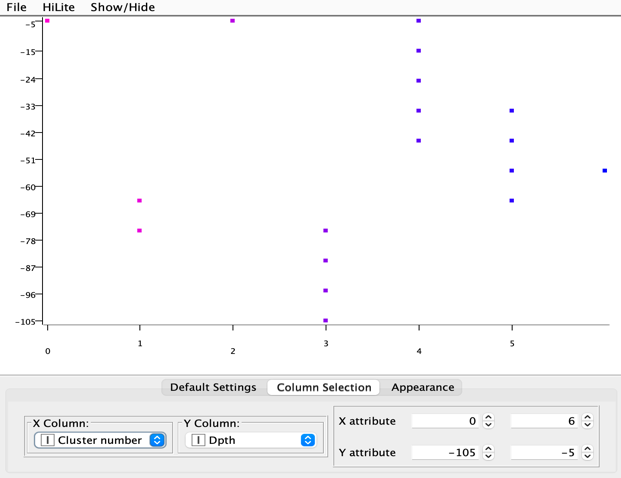 File HiLite Show/Hide
-5
-15
-24
-33
-42
-51
-60
-69
-78
-87
-96
-105
0 1 2 3 4 5
Default Settings Column Selection Appearance
X Column: Y Column:
I Cluster number I Dpth
X attribute 0 6
Y attribute -105 -5